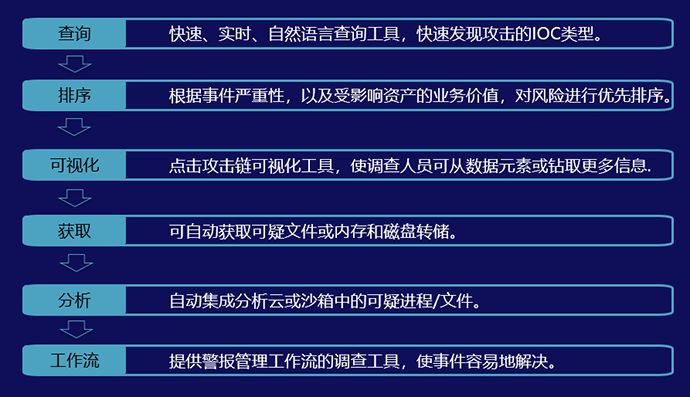 查询
快速、实时、自然语言查询工具，快速发现攻击的IOC类型。
排序
根据事件严重性，以及受影响资产的业务价值，对风险进行优先排序。
可视化
点击攻击链可视化工具，使调查人员可从数据元素或钻取更多信息.
获取
可自动获取可疑文件或内存和磁盘转储。
分析
自动集成分析云或沙箱中的可疑进程/文件。
工作流
提供警报管理工作流的调查工具，使事件容易地解决。